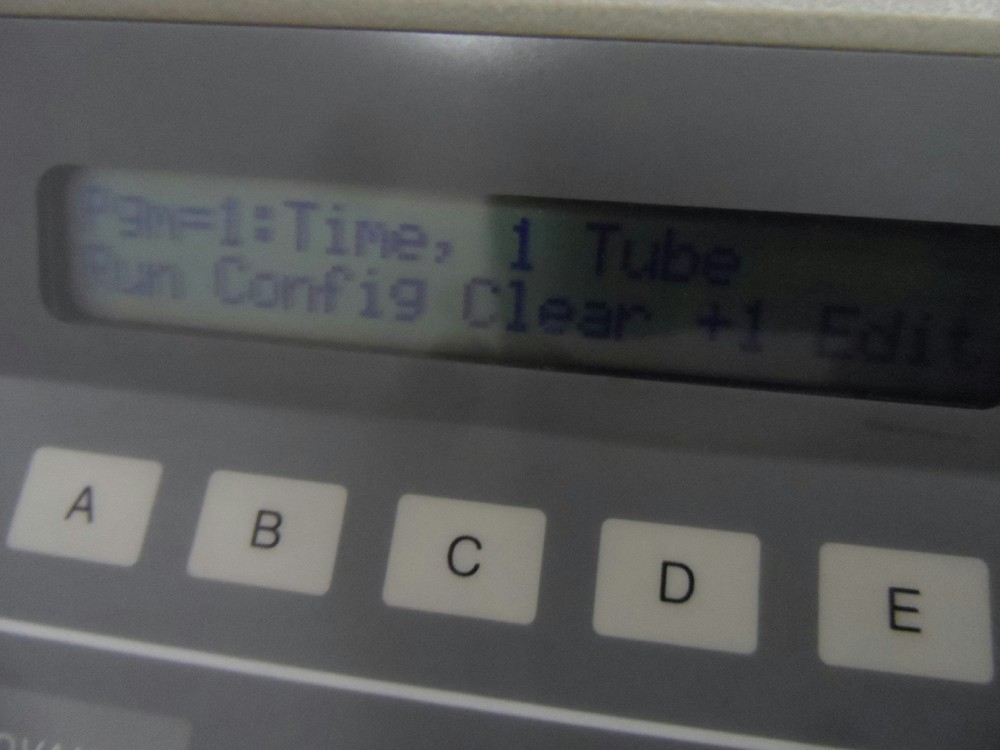 Pgm=1:Time, 1 Tube
Run Config Clear +1 Edit
A B C D E